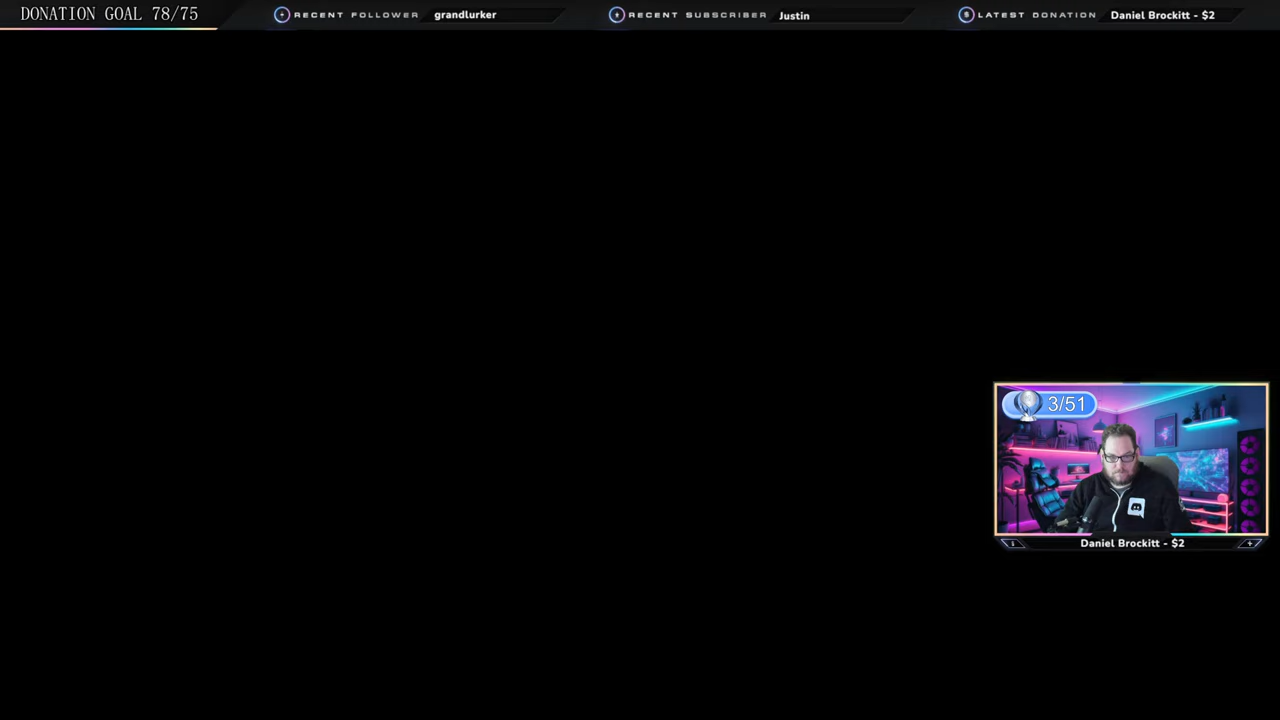 DONATION GOAL 78/75
RECENT FOLLOWER grandlurker
RECENT SUBSCRIBER Justin
LATEST DONATION Daniel Brockitt - $2
3/51
Daniel Brockitt - $2